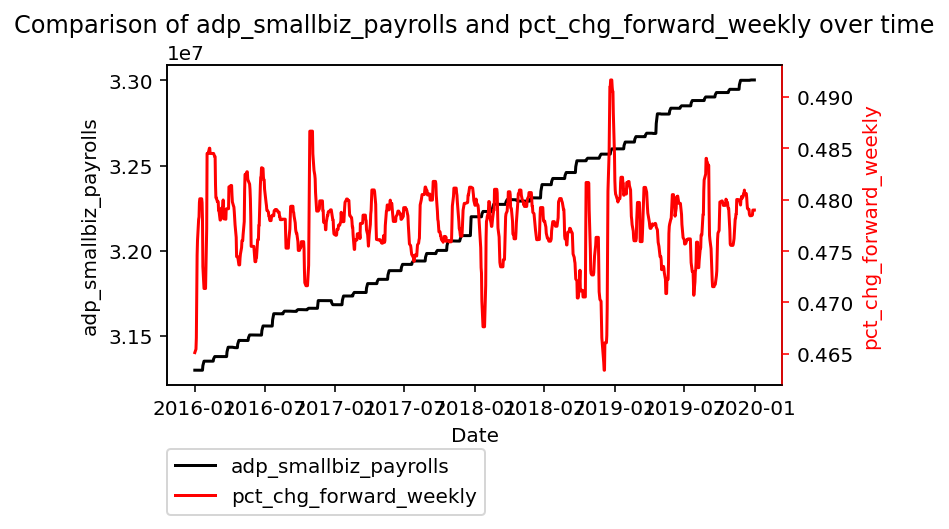 Comparison of adp_smallbiz_payrolls and pct_chg_forward_weekly over time
1e7
3.30
3.25
3.20
3.15
adp_smallbiz_payrolls
0.490
0.485
0.480
0.475
0.470
0.465
pct_chg_forward_weekly
2016-01 2016-07 2017-01 2017-07 2018-01 2018-07 2019-01 2019-07 2020-01
Date
adp_smallbiz_payrolls
pct_chg_forward_weekly